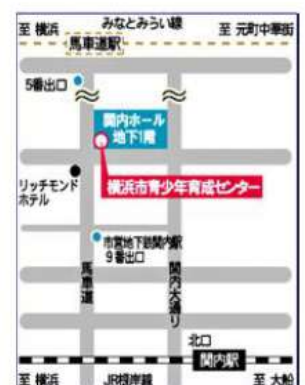 みなとみらい線
至 横浜
至 元町中華街
馬車道駅
5番出口
関内ホール
地下1階
リッチモンド
ホテル
横浜市青少年育成センター
市営地下鉄関内駅
9番出口
馬車道
関内大通り
北口
関内駅
至 横浜
JR根岸線
至 大船